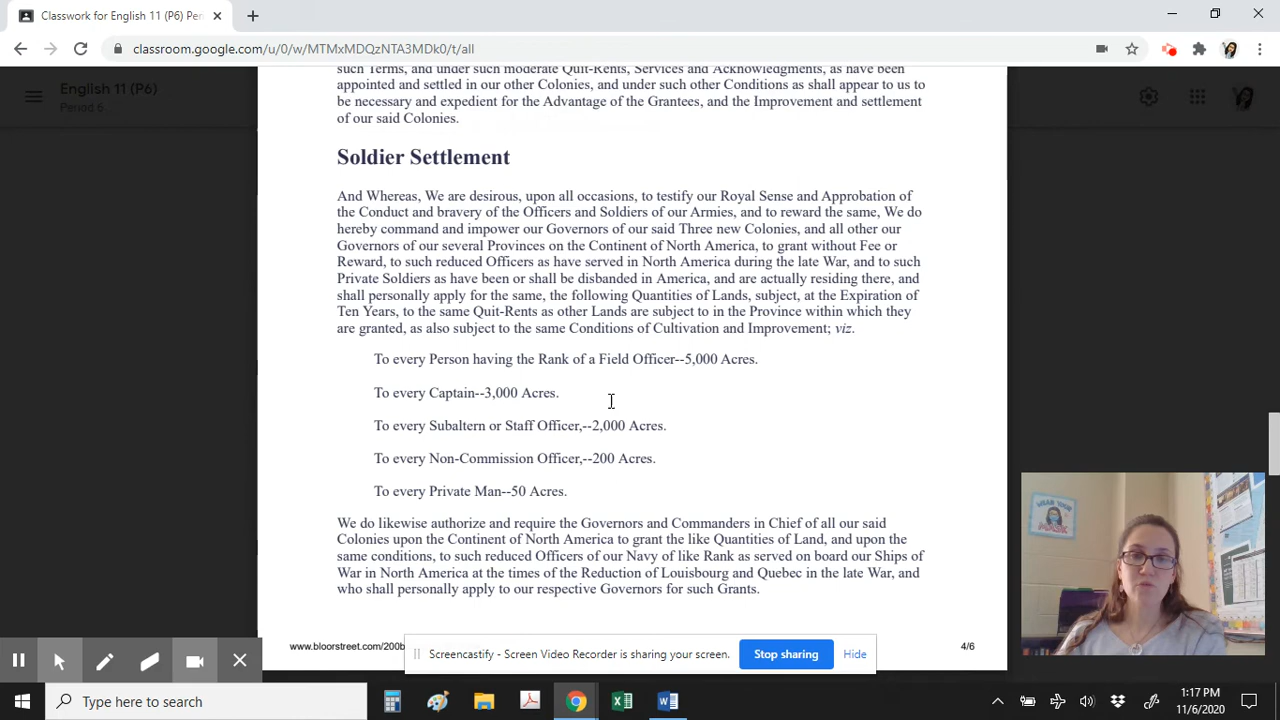 Classwork for English 11 (P6) Per
classroom.google.com/u/0/w/MTMxMDQzNTA3MDk0/t/all
English 11 (P6)
Period 6
such Terms, and under such moderate Quit-Rents, Services and Acknowledgments, as have been
appointed and settled in our other Colonies, and under such other Conditions as shall appear to us to
be necessary and expedient for the Advantage of the Grantees, and the Improvement and settlement
of our said Colonies.
Soldier Settlement
And Whereas, We are desirous, upon all occasions, to testify our Royal Sense and Approbation of
the Conduct and bravery of the Officers and Soldiers of our Armies, and to reward the same, We do
hereby command and impower our Governors of our said Three new Colonies, and all other our
Governors of our several Provinces on the Continent of North America, to grant without Fee or
Reward, to such reduced Officers as have served in North America during the late War, and to such
Private Soldiers as have been or shall be disbanded in America, and are actually residing there, and
shall personally apply for the same, the following Quantities of Lands, subject, at the Expiration of
Ten Years, to the same Quit-Rents as other Lands are subject to in the Province within which they
are granted, as also subject to the same Conditions of Cultivation and Improvement; viz.
To every Person having the Rank of a Field Officer--5,000 Acres.
To every Captain--3,000 Acres.
To every Subaltern or Staff Officer,--2,000 Acres.
To every Non-Commission Officer,--200 Acres.
To every Private Man--50 Acres.
We do likewise authorize and require the Governors and Commanders in Chief of all our said
Colonies upon the Continent of North America to grant the like Quantities of Land, and upon the
same conditions, to such reduced Officers of our Navy of like Rank as served on board our Ships of
War in North America at the times of the Reduction of Louisbourg and Quebec in the late War, and
who shall personally apply to our respective Governors for such Grants.
WEAR YOUR
MASK
www.bloorstreet.com/200b
4/6
Screencastify - Screen Video Recorder is sharing your screen.
Stop sharing
Hide
Type here to search
1:17 PM
11/6/2020